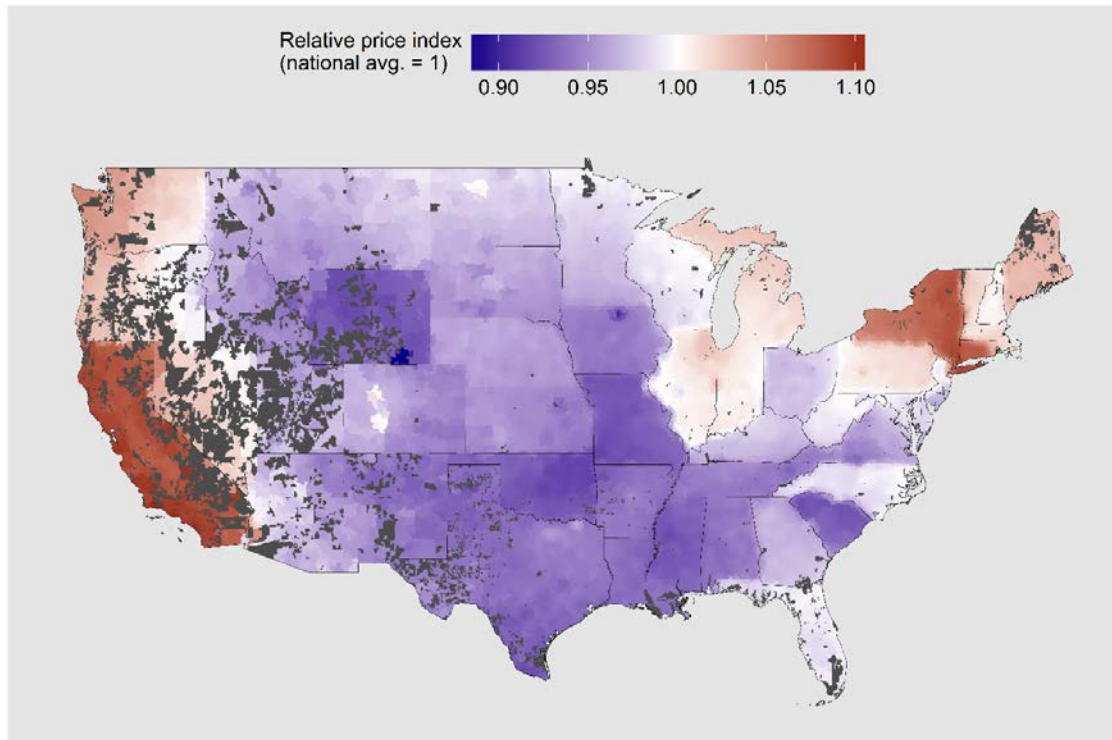 Relative price index
(national avg. = 1)
0.90 0.95 1.00 1.05 1.10